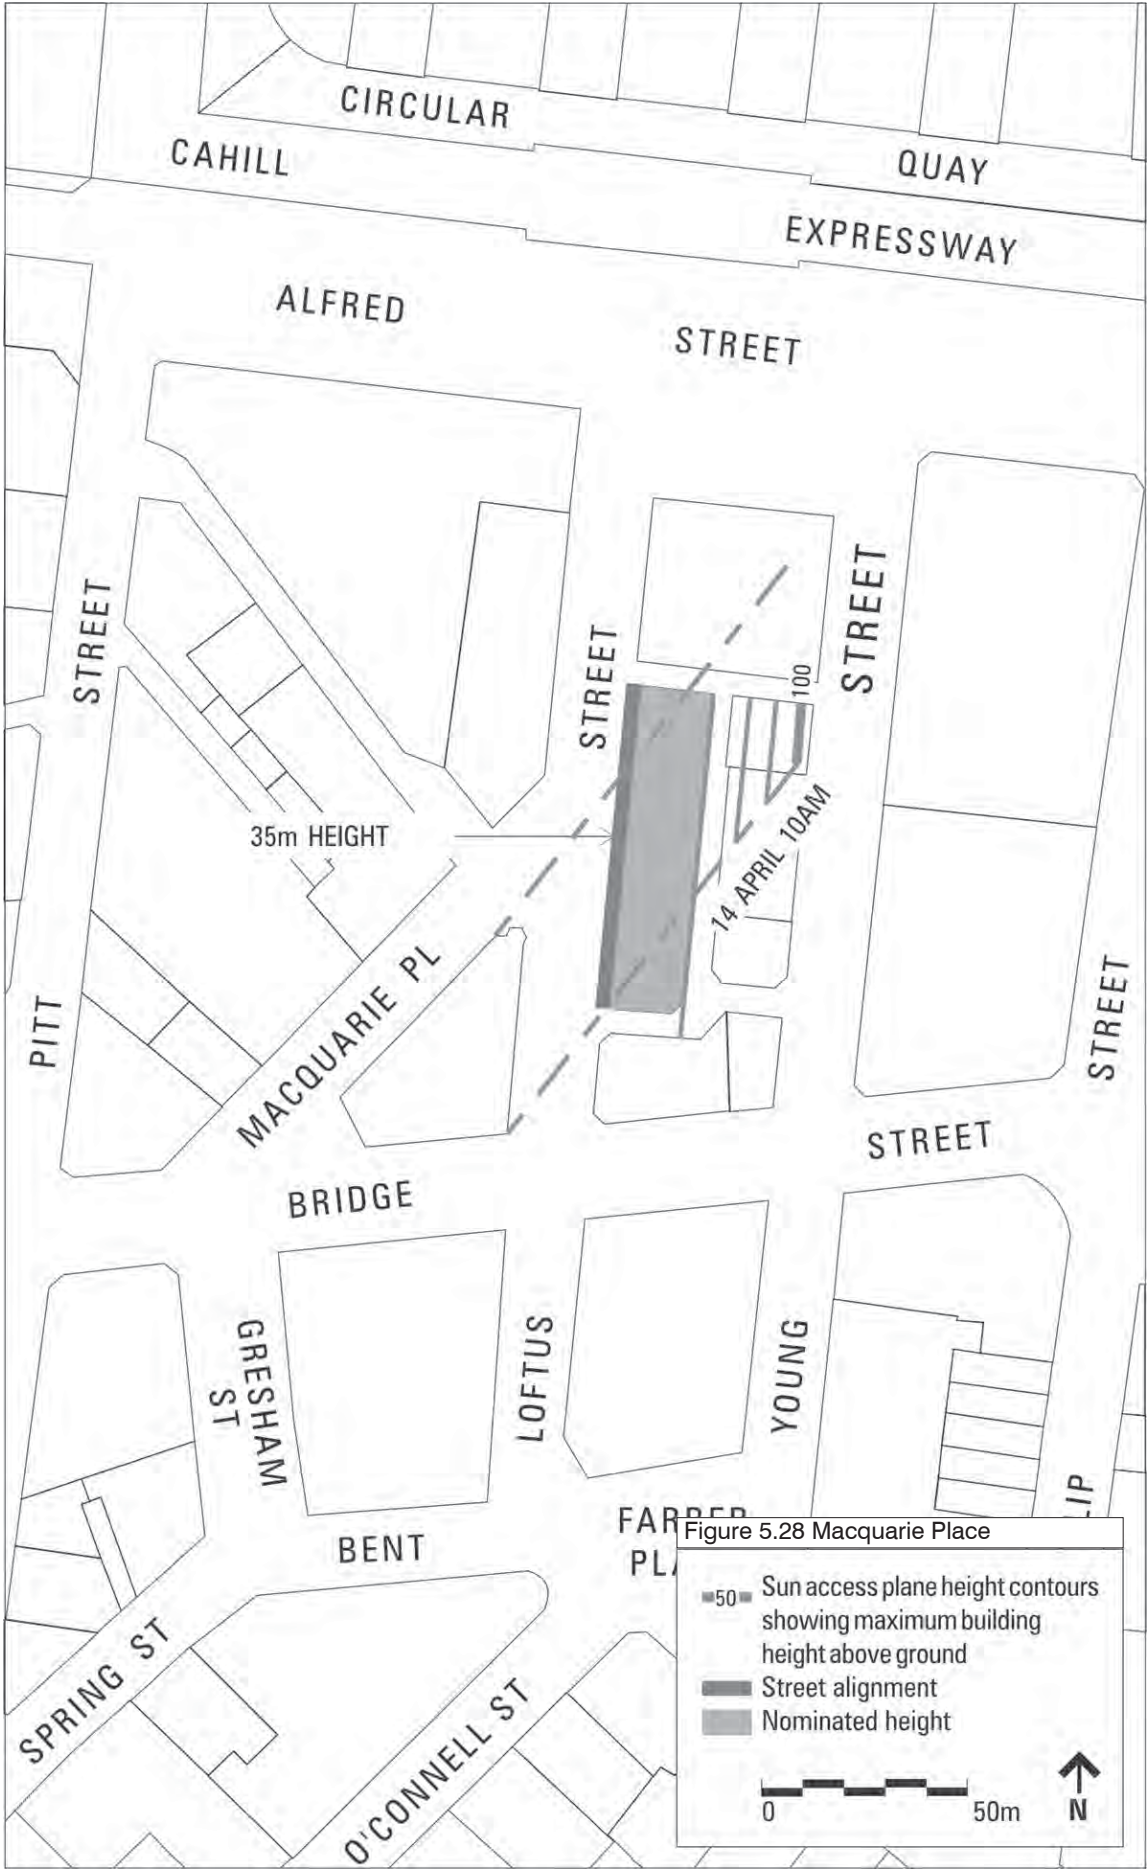 CIRCULAR
QUAY
CAHILL
EXPRESSWAY
ALFRED
STREET
STREET
STREET
STREET
100
35m HEIGHT
14 APRIL 10AM
MACQUARIE PL
PITT
STREET
STREET
BRIDGE
GRESHAM
ST
LOFTUS
YOUNG
BENT
SPRING ST
O'CONNELL ST
Figure 5.28 Macquarie Place
50
Sun access plane height contours
showing maximum building
height above ground
Street alignment
Nominated height
0
50m
N